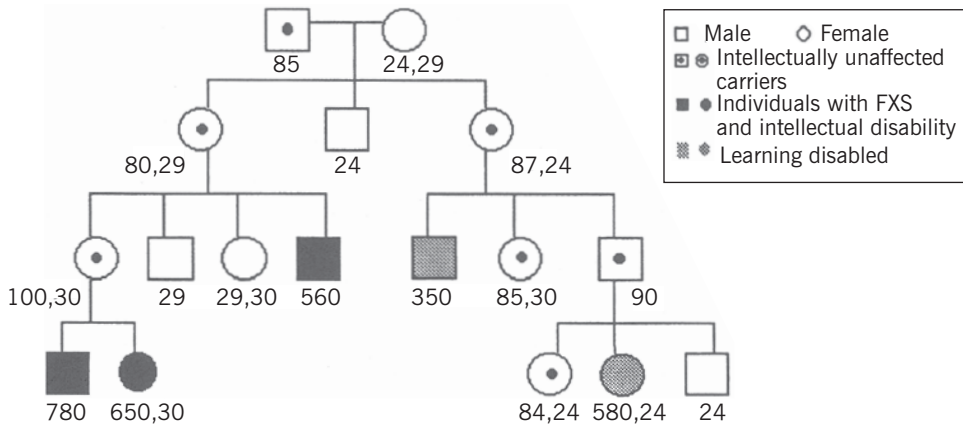 Male Female
Intellectually unaffected
carriers
Individuals with FXS
and intellectual disability
Learning disabled
85 24,29
80,29 24 87,24
100,30 29 29,30 560 350 85,30 90
780 650,30 84,24 580,24 24